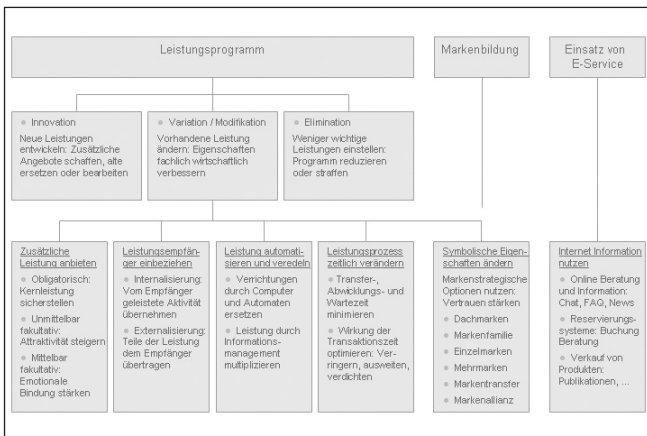 Leistungsprogramm
Markenbildung
Einsatz von
E-Service
Innovation
Neue Leistungen
entwickeln: Zusätzliche
Angebote schaffen, alte
ersetzen oder bearbeiten
Variation / Modifikation
Vorhandene Leistung
ändern: Eigenschaften
fachlich wirtschaftlich
verbessern
Elimination
Weniger wichtige
Leistungen einstellen:
Programm reduzieren
oder straffen
Zusätzliche
Leistung anbieten
Obligatorisch:
Kernleistung
sicherstellen
Unmittelbar
fakultativ:
Attraktivität steigern
Mittelbar
fakultativ:
Emotionale
Bindung stärken
Leistungsempfän-
ger einbeziehen
Internalisierung:
Vom Empfänger
geleistete Aktivität
übernehmen
Externalisierung:
Teile der Leistung
dem Empfänger
übertragen
Leistung automati-
sieren und veredeln
Verrichtungen
durch Computer
und Automaten
ersetzen
Leistung durch
Informations-
management
multiplizieren
Leistungsprozess
zeitlich verändern
Transfer-,
Abwicklungs- und
Wartezeit
minimieren
Wirkung der
Transaktionszeit
optimieren: Ver-
ringern, ausweiten,
verdichten
Symbolische Eigen-
schaften ändern
Markenstrategische
Optionen nutzen:
Vertrauen stärken
Dachmarken
Markenfamilie
Einzelmarken
Mehrmarken
Markentransfer
Markenallianz
Internet Information
nutzen
Online Beratung
und Information:
Chat, FAQ, News
Reservierungs-
systeme: Buchung
Beratung
Verkauf von
Produkten:
Publikationen, ...